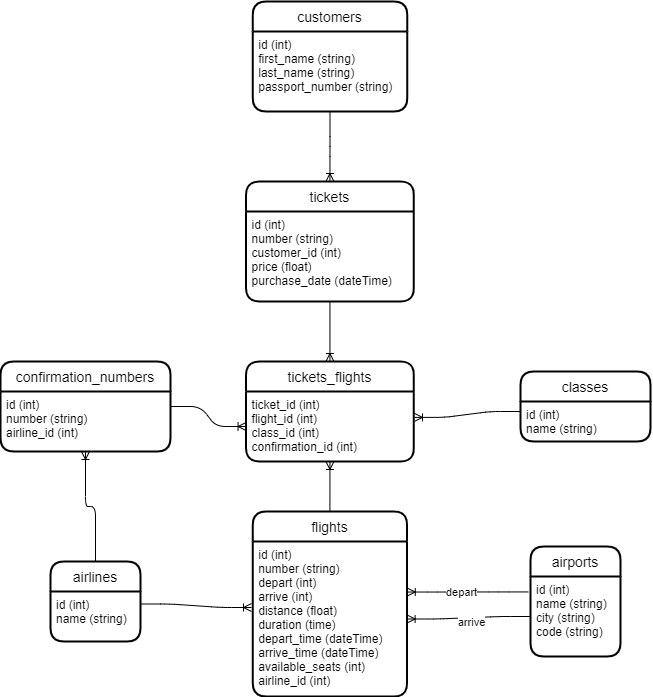 customers
id (int)
first_name (string)
last_name (string)
passport_number (string)
tickets
id (int)
number (string)
customer_id (int)
price (float)
purchase_date (dateTime)
confirmation_numbers
id (int)
number (string)
airline_id (int)
tickets_flights
ticket_id (int)
flight_id (int)
class_id (int)
confirmation_id (int)
classes
id (int)
name (string)
airlines
id (int)
name (string)
flights
id (int)
number (string)
depart (int)
arrive (int)
distance (float)
duration (time)
depart_time (dateTime)
arrive_time (dateTime)
available_seats (int)
airline_id (int)
depart
arrive
airports
id (int)
name (string)
city (string)
code (string)